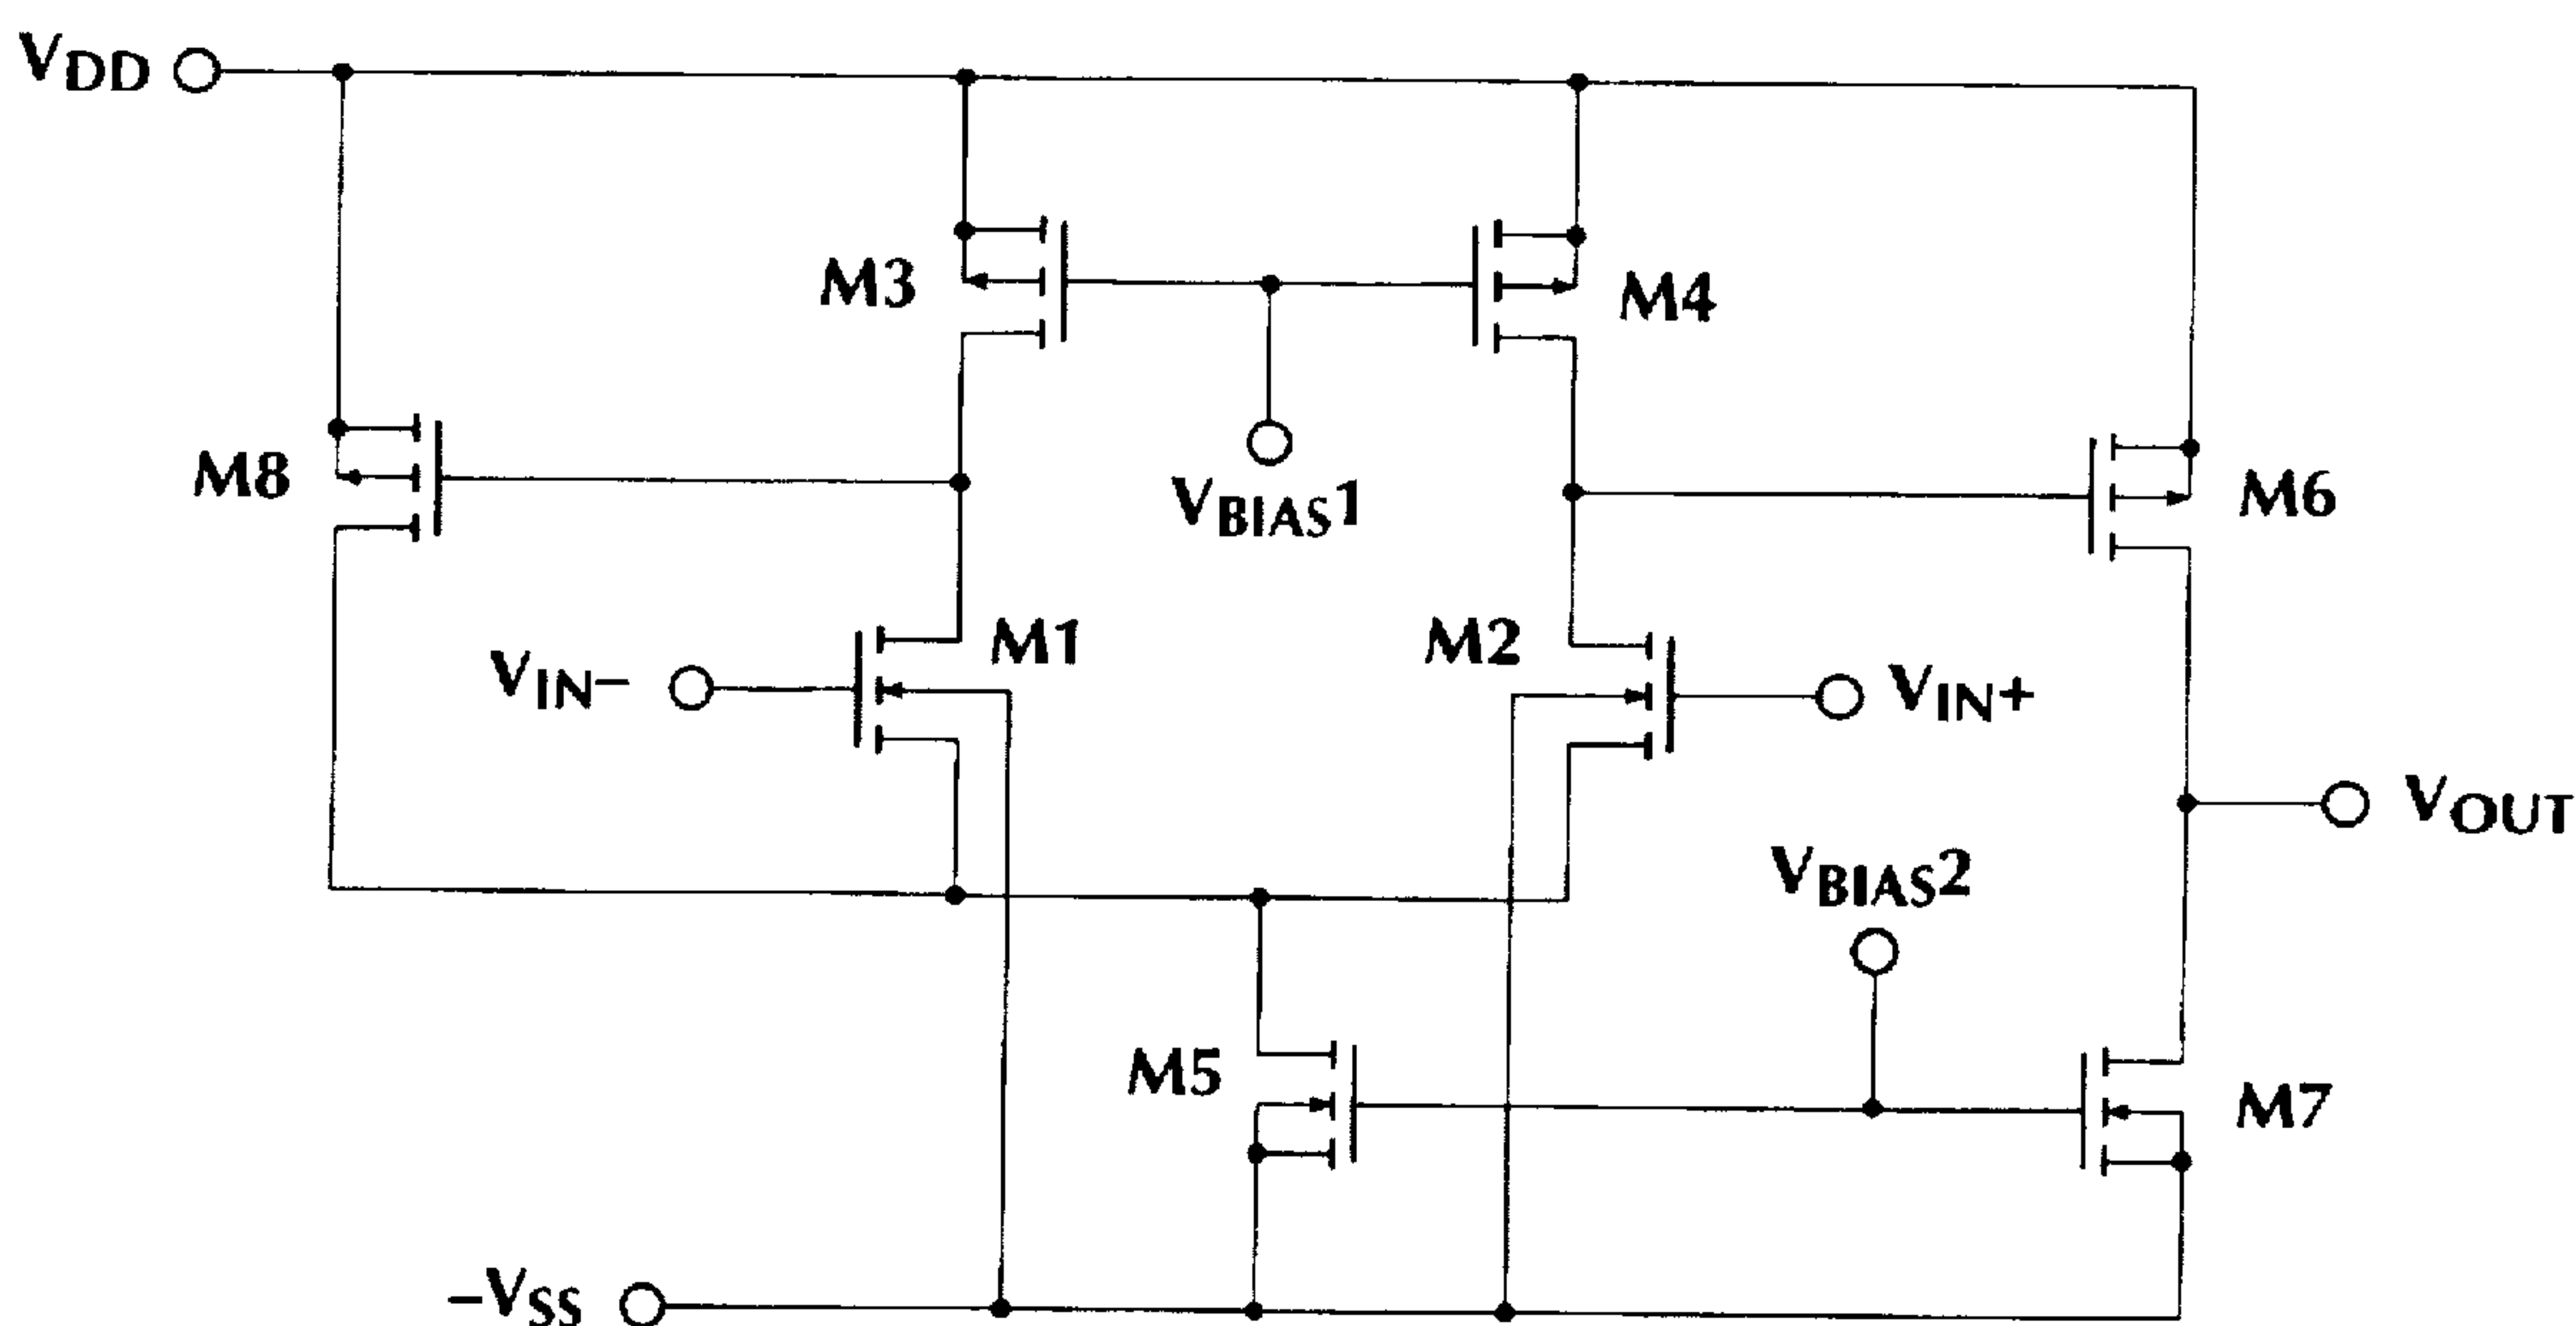 VDD
M3
M4
M8
VBIAS1
M6
M1
M2
VIN−
VIN+
VOUT
VBIAS2
M5
M7
−VSS